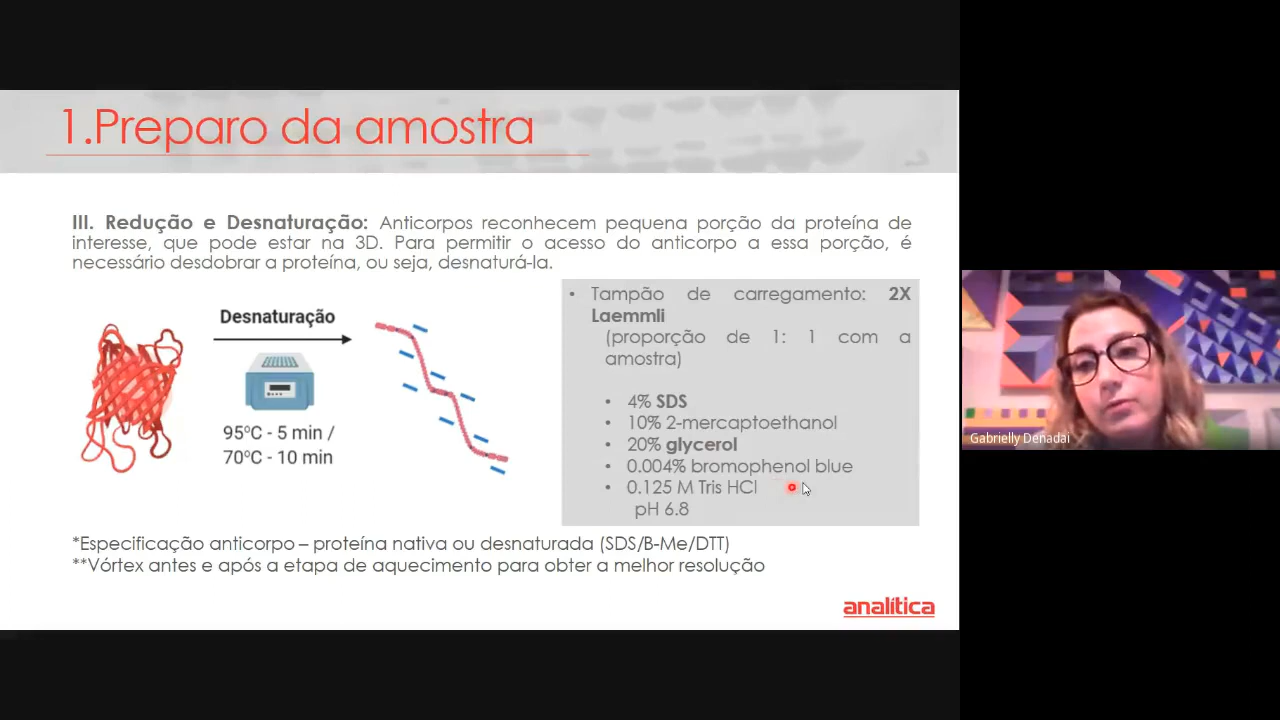 1.Preparo da amostra
III. Redução e Desnaturação: Anticorpos reconhecem pequena porção da proteína de
interesse, que pode estar na 3D. Para permitir o acesso do anticorpo a essa porção, é
necessário desdobrar a proteína, ou seja, desnaturá-la.
Desnaturação
95ºC - 5 min /
70ºC - 10 min
• Tampão de carregamento: 2X
Laemmli
(proporção de 1: 1 com a
amostra)
• 4% SDS
• 10% 2-mercaptoethanol
• 20% glycerol
• 0.004% bromophenol blue
• 0.125 M Tris HCl
pH 6.8
*Especificação anticorpo – proteína nativa ou desnaturada (SDS/B-Me/DTT)
**Vórtex antes e após a etapa de aquecimento para obter a melhor resolução
analítica
Gabrielly Denadai